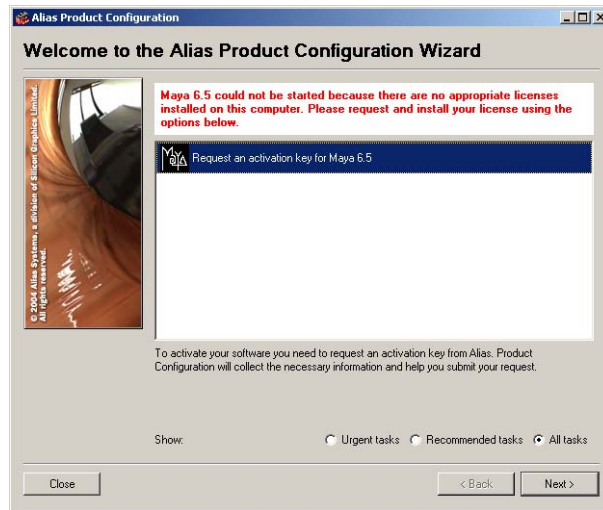 Alias Product Configuration
Welcome to the Alias Product Configuration Wizard
© 2004 Alias Systems, a division of Silicon Graphics Limited.
All rights reserved.
Maya 6.5 could not be started because there are no appropriate licenses
installed on this computer. Please request and install your license using the
options below.
MAYA
Request an activation key for Maya 6.5
To activate your software you need to request an activation key from Alias. Product
Configuration will collect the necessary information and help you submit your request.
Show:
Urgent tasks
Recommended tasks
All tasks
Close
< Back
Next >